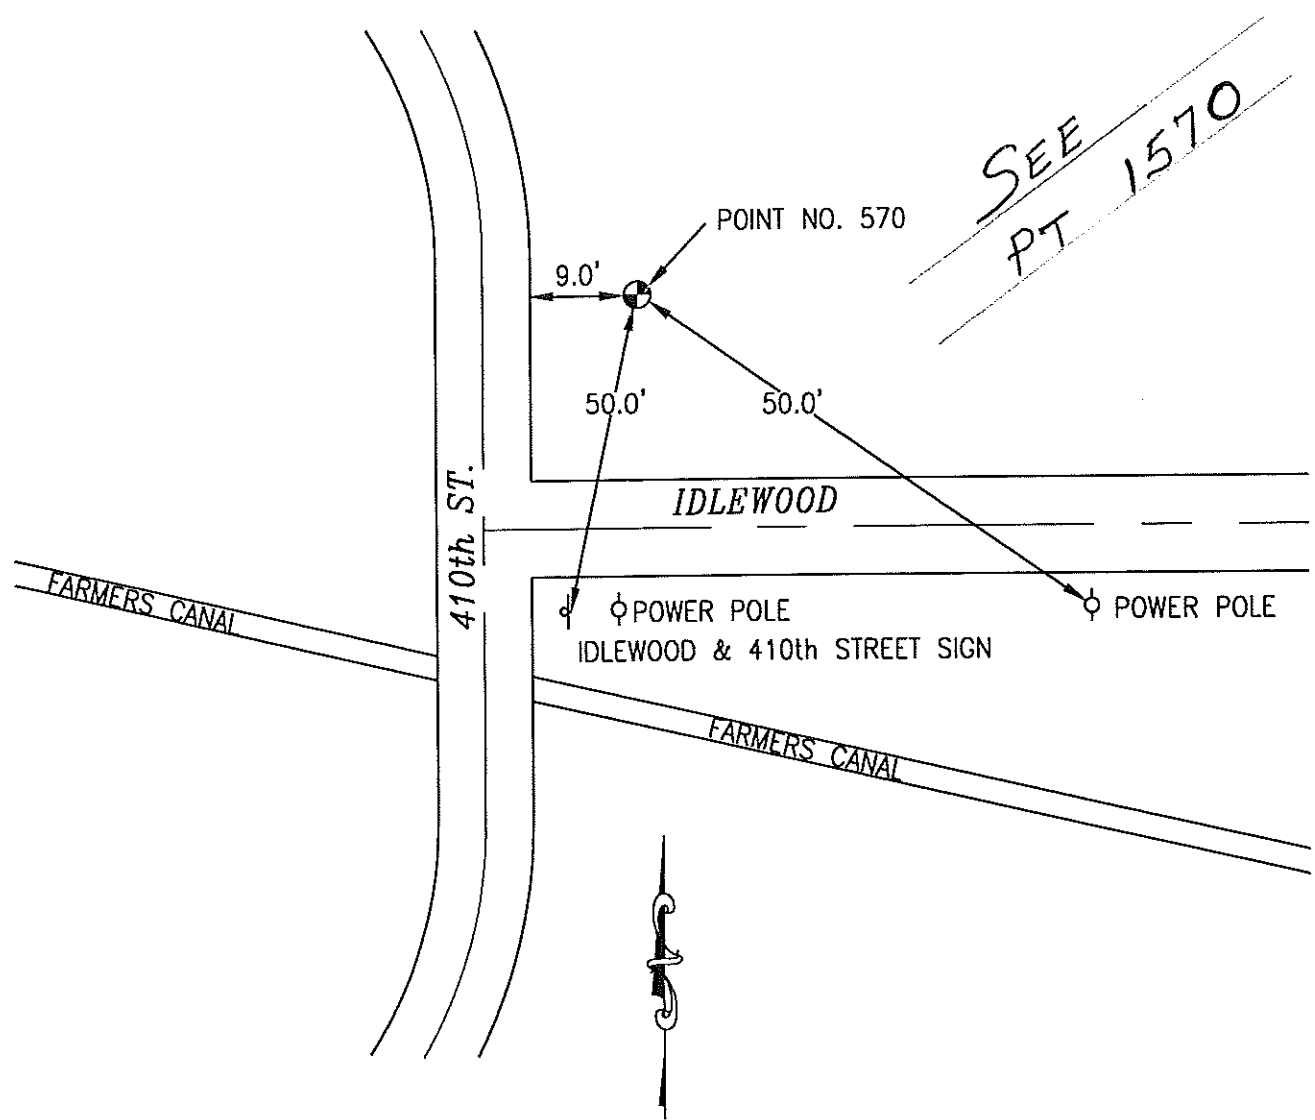 SEE
PT 1570
POINT NO. 570
9.0'
50.0'
50.0'
410th ST.
IDLEWOOD
FARMERS CANAL
POWER POLE
POWER POLE
IDLEWOOD & 410th STREET SIGN
FARMERS CANAL